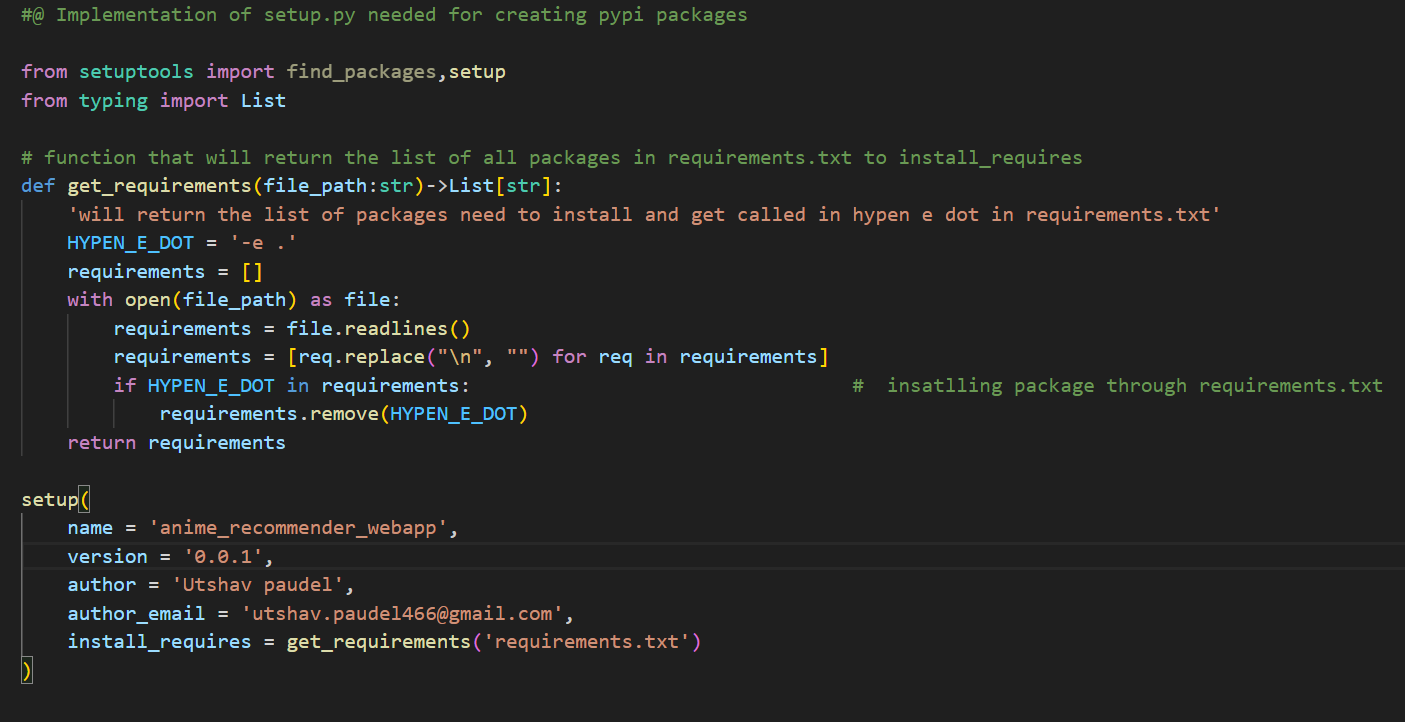 #@ Implementation of setup.py needed for creating pypi packages
from setuptools import find_packages,setup
from typing import List
# function that will return the list of all packages in requirements.txt to install_requires
def get_requirements(file_path:str)->List[str]:
    'will return the list of packages need to install and get called in hypen e dot in requirements.txt'
    HYPEN_E_DOT = '-e .'
    requirements = []
    with open(file_path) as file:
        requirements = file.readlines()
        requirements = [req.replace("\n", "") for req in requirements]
        if HYPEN_E_DOT in requirements:                                 #  insatlling package through requirements.txt
            requirements.remove(HYPEN_E_DOT)
    return requirements
setup(
    name = 'anime_recommender_webapp',
    version = '0.0.1',
    author = 'Utshav paudel',
    author_email = 'utshav.paudel466@gmail.com',
    install_requires = get_requirements('requirements.txt')
)